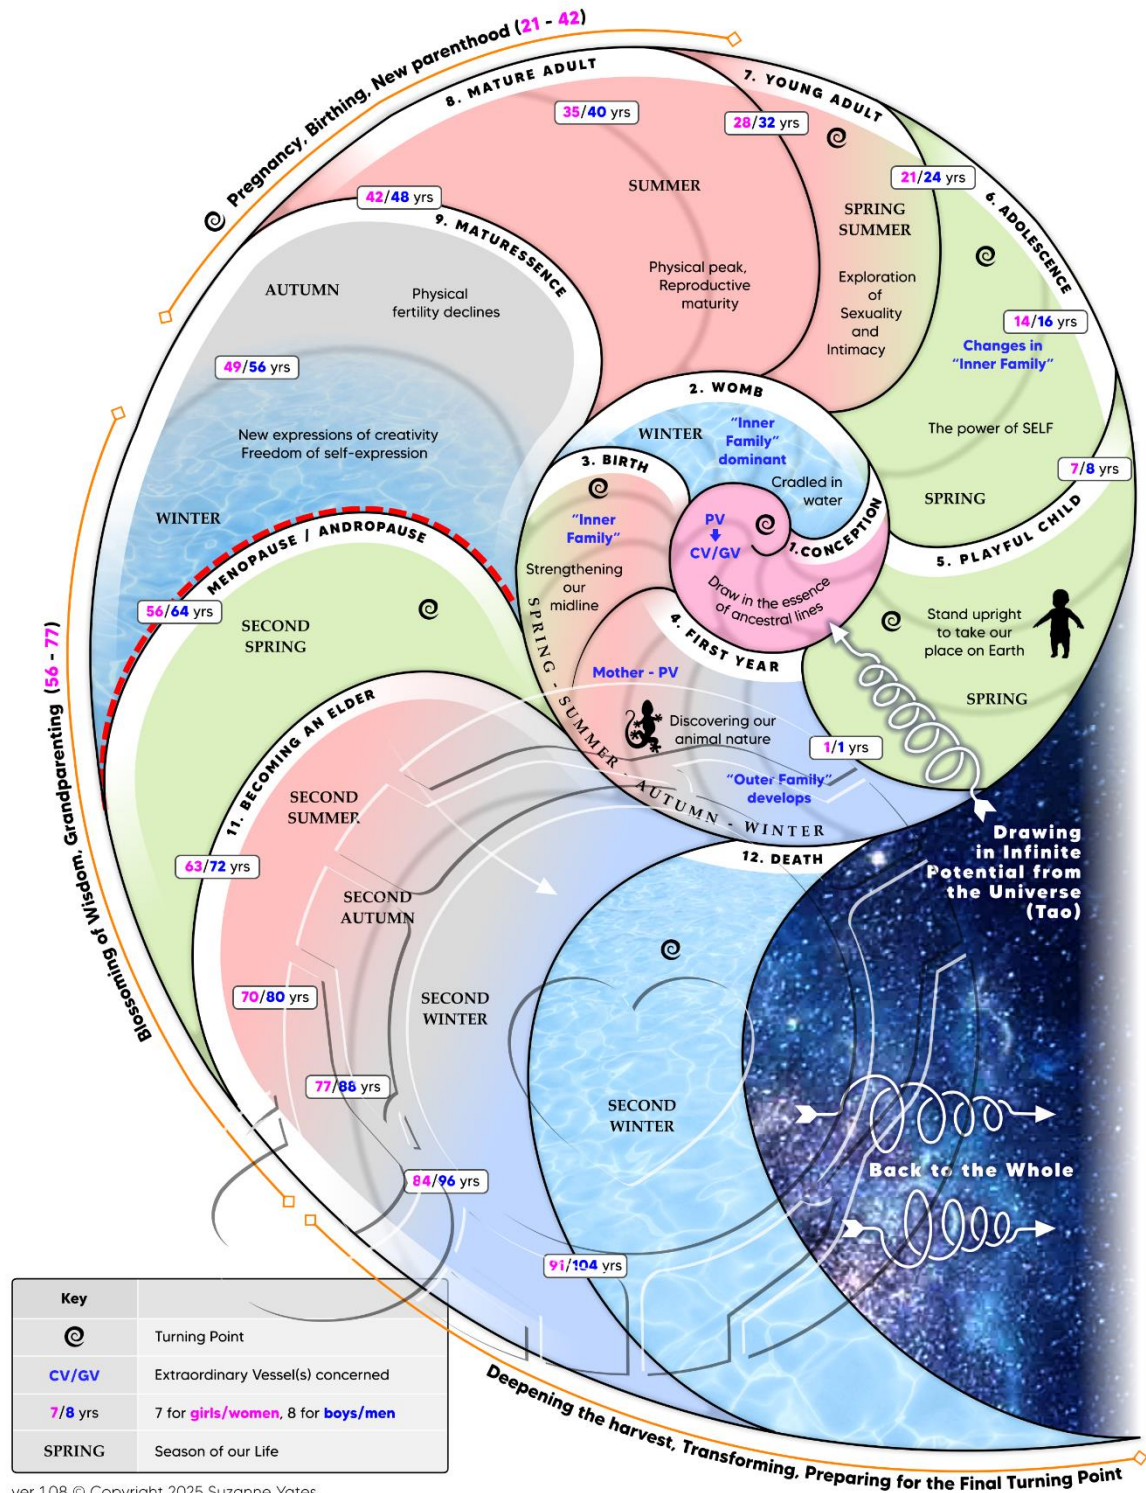 Pregnancy, Birthing, New parenthood (21 - 42)
8. MATURE ADULT
35/40 yrs
SUMMER
Physical peak,
Reproductive
maturity
7. YOUNG ADULT
28/32 yrs
SPRING
SUMMER
Exploration
of
Sexuality
and
Intimacy
21/24 yrs
6. ADOLESCENCE
14/16 yrs
Changes in
“Inner Family”
The power of SELF
SPRING
7/8 yrs
5. PLAYFUL CHILD
Stand upright
to take our
place on Earth
SPRING
1/1 yrs
42/48 yrs
9. MATURESSENCE
AUTUMN
Physical
fertility declines
49/56 yrs
New expressions of creativity
Freedom of self-expression
WINTER
2. WOMB
WINTER
“Inner
Family”
dominant
Cradled in
water
1.CONCEPTION
PV
CV/GV
Draw in the essence
of ancestral lines
3. BIRTH
“Inner
Family”
Strengthening
our
midline
SPRING - SUMMER - AUTUMN - WINTER
4. FIRST YEAR
Mother - PV
Discovering our
animal nature
“Outer Family”
develops
MENOPAUSE / ANDROPAUSE
56/64 yrs
SECOND
SPRING
Blossoming of Wisdom, Grandparenting (56 - 77)
11. BECOMING AN ELDER
SECOND
SUMMER
63/72 yrs
SECOND
AUTUMN
70/80 yrs
SECOND
WINTER
77/88 yrs
84/96 yrs
12. DEATH
SECOND
WINTER
91/104 yrs
Drawing
in Infinite
Potential from
the Universe
(Tao)
Back to the Whole
Deepening the harvest, Transforming, Preparing for the Final Turning Point
Key
Turning Point
CV/GV Extraordinary Vessel(s) concerned
7/8 yrs 7 for girls/women, 8 for boys/men
SPRING Season of our Life
ver 1.08 © Copyright 2025 Suzanne Yates